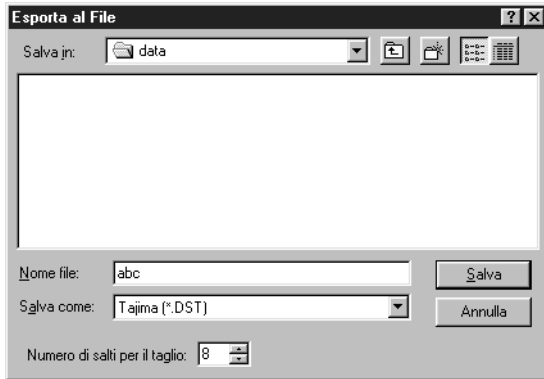 Esporta al File
Salva in: data
Nome file: abc Salva
Salva come: Tajima (*.DST) Annulla
Numero di salti per il taglio: 8